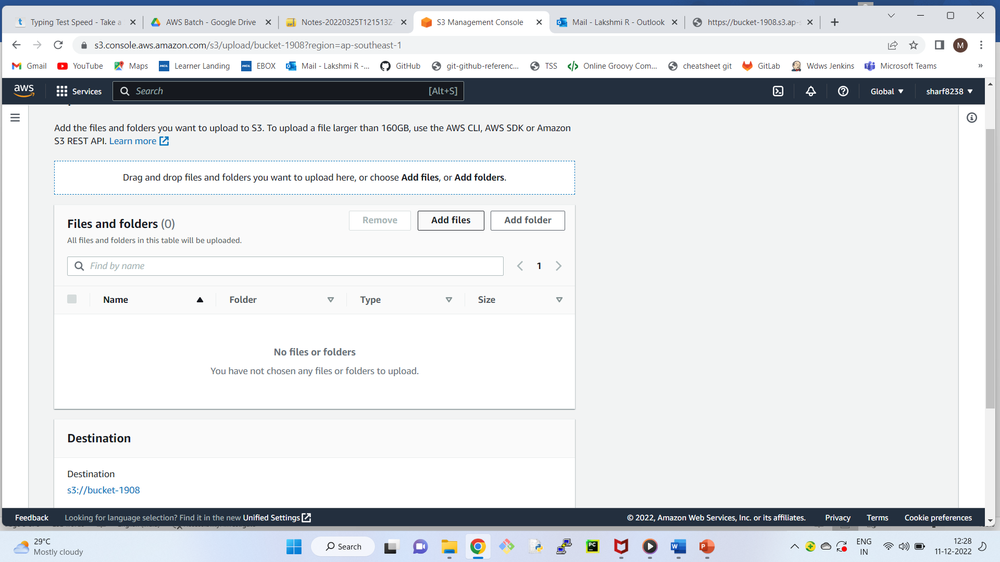 Typing Test Speed - Take a
AWS Batch - Google Drive
Notes-20220325T121513Z-
S3 Management Console
Mail - Lakshmi R - Outlook
https://bucket-1908.s3.ap-s
s3.console.aws.amazon.com/s3/upload/bucket-1908?region=ap-southeast-1
M
Gmail
YouTube
Maps
HCL
Learner Landing
HCL
EBOX
Mail - Lakshmi R -...
GitHub
git-github-referenc...
TSS
Online Groovy Com...
cheatsheet git
GitLab
Wdws Jenkins
Microsoft Teams
»
aws
Services
Search
[Alt+S]
Global
sharf8238
Add the files and folders you want to upload to S3. To upload a file larger than 160GB, use the AWS CLI, AWS SDK or Amazon
S3 REST API. Learn more
Drag and drop files and folders you want to upload here, or choose Add files, or Add folders.
Files and folders (0)
Remove
Add files
Add folder
All files and folders in this table will be uploaded.
Find by name
1
Name
Folder
Type
Size
No files or folders
You have not chosen any files or folders to upload.
Destination
Destination
s3://bucket-1908
Feedback
Looking for language selection? Find it in the new Unified Settings
© 2022, Amazon Web Services, Inc. or its affiliates.
Privacy
Terms
Cookie preferences
29°C
Mostly cloudy
Search
ENG
IN
12:28
11-12-2022